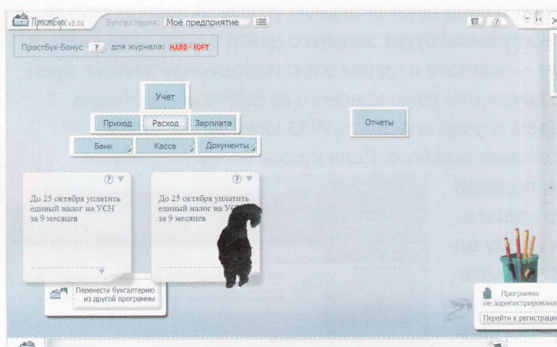 ПростБух v2.01 Бухгалтерия: Моё предприятие
ПростБух-Бонус ? для журнала: HARD-SOFT
Учет
Приход Расход Зарплата
Банк Касса Документы
Отчеты
До 25 октября уплатить
единый налог на УСН
за 9 месяцев
До 25 октября уплатить
единый налог на УСН
за 9 месяцев
Перенести бухгалтерию
из другой программы
Программа
не зарегистрирована
Перейти к регистрации